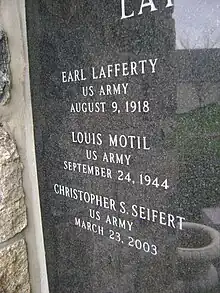 EARL LAFFERTY
US ARMY
AUGUST 9, 1918
LOUIS MOTIL
US ARMY
SEPTEMBER 24, 1944
CHRISTOPHER S. SEIFERT
US ARMY
MARCH 23, 2003